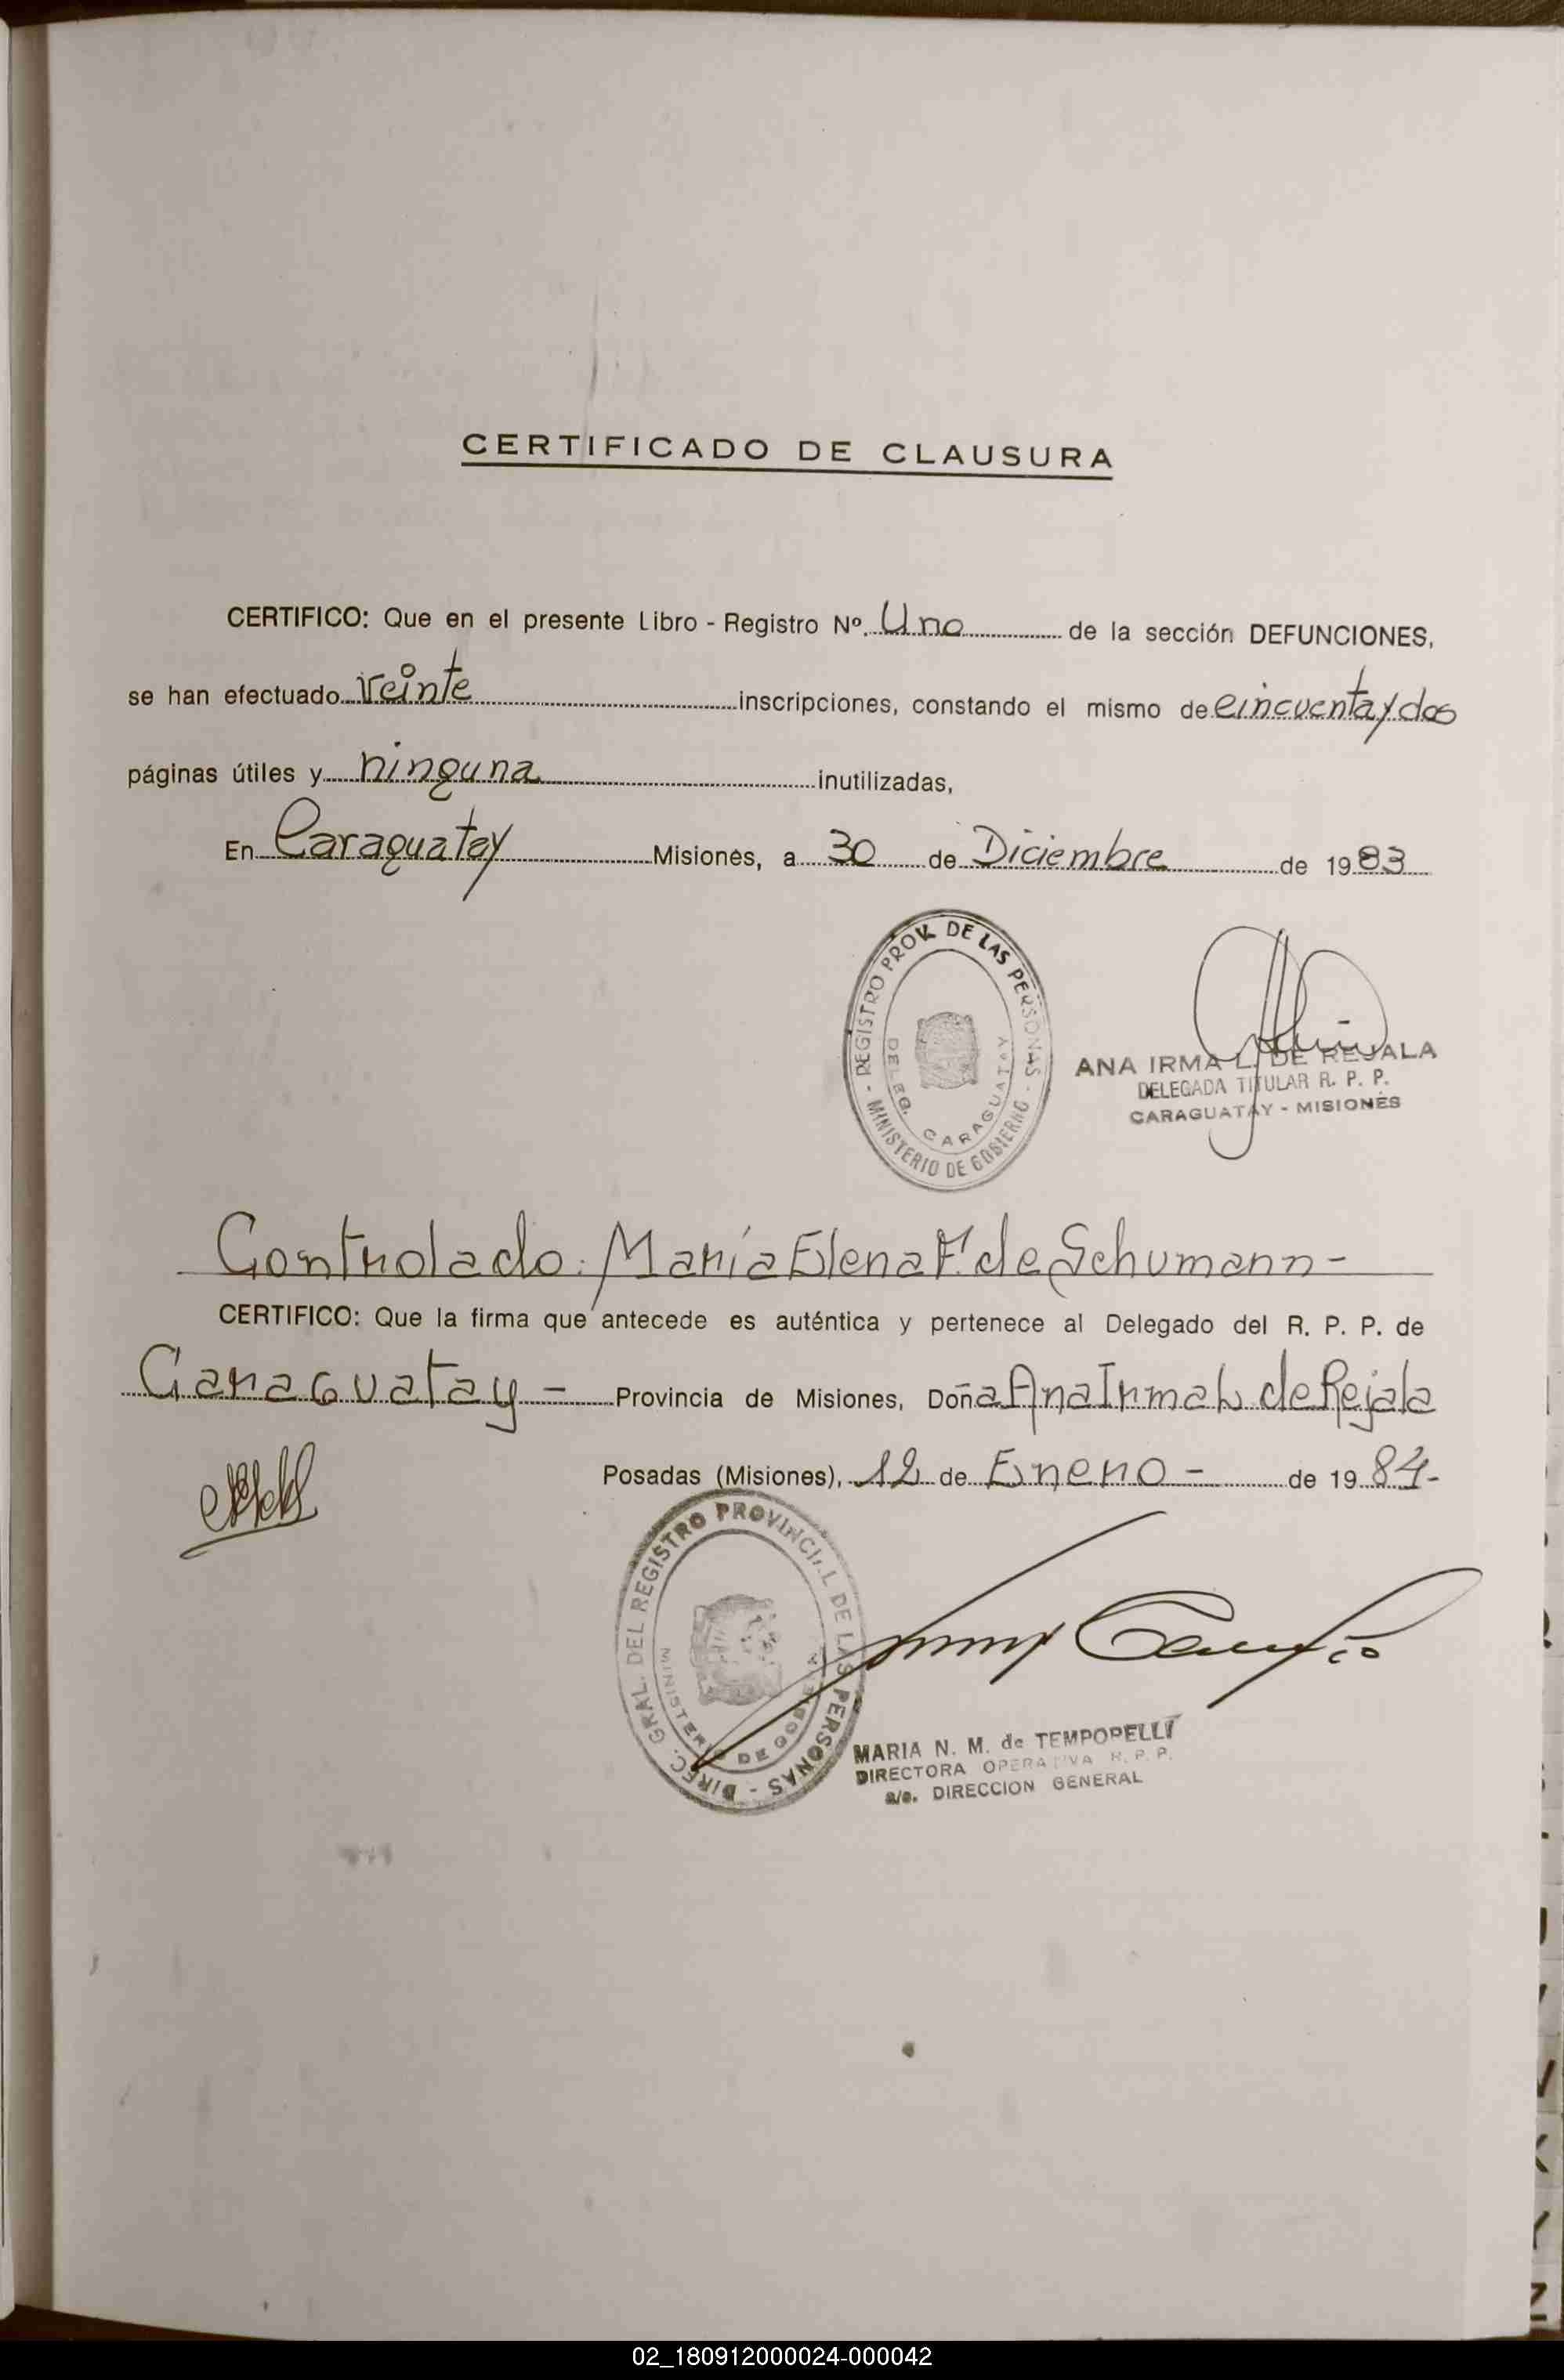 CERTIFICADO DE CLAUSURA
CERTIFICO: Que en el presente Libro - Registro Nº. Uno de la sección DEFUNCIONES,
se han efectuado veinte inscripciones, constando el mismo de cincuenta y dos
páginas útiles y ninguna inutilizadas,
En Caraguatay Misiones, a 30 de Diciembre de 1983
- REGISTRO PROV. DE LAS PERSONAS - MINISTERIO DE GOBIERNO
DELEG. CARAGUATAY
ANA IRMA L. DE REJALA
DELEGADA TITULAR R. P. P.
CARAGUATAY - MISIONES
Controlado: María Elena F. de Schumann -
CERTIFICO: Que la firma que antecede es auténtica y pertenece al Delegado del R. P. P. de
Caraguatay - Provincia de Misiones, Doña Ana Irma L. de Rejala
Posadas (Misiones), 12 de Enero - de 1984-
DIREC. GRAL. DEL REGISTRO PROVINCIAL DE LAS PERSONAS -
MINISTERIO DE GOBIERNO
MARIA N. M. de TEMPORELLI
DIRECTORA OPERATIVA R. P. P.
a/c. DIRECCION GENERAL
V
X
Y
Z
02_180912000024-000042